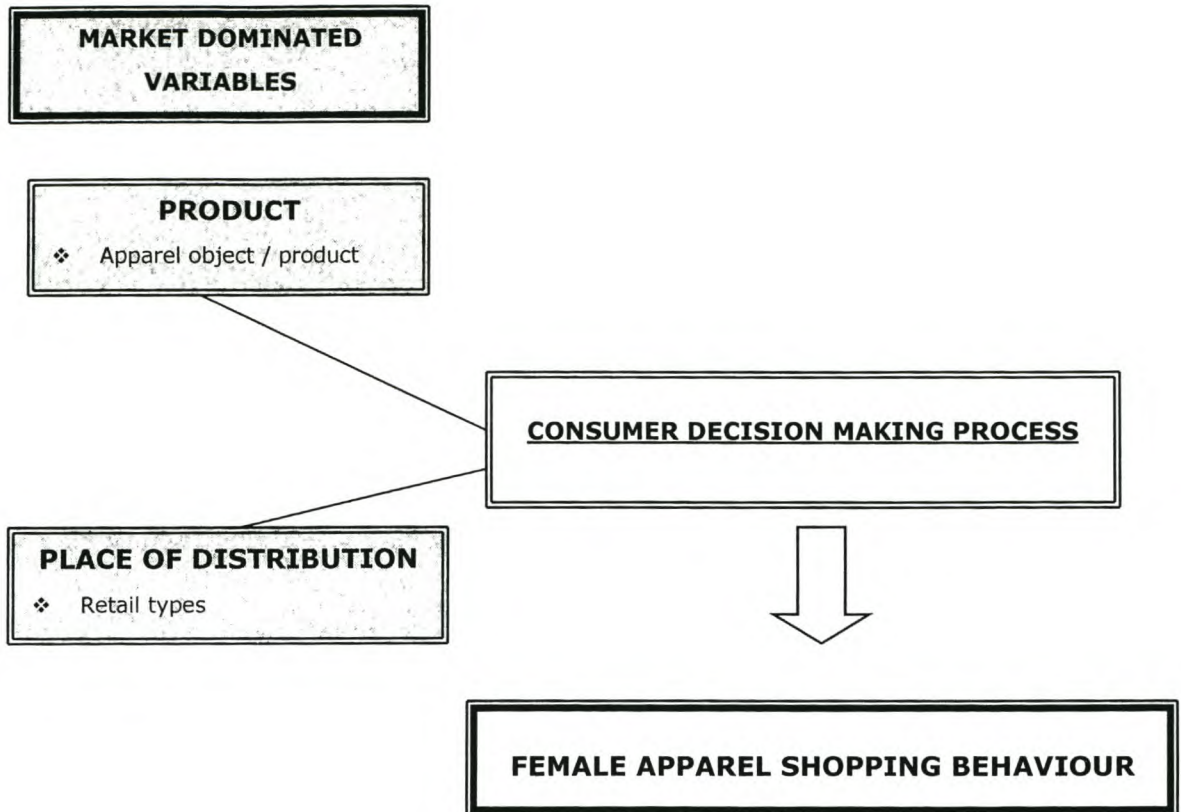 MARKET DOMINATED
VARIABLES
PRODUCT
❖ Apparel object / product
CONSUMER DECISION MAKING PROCESS
PLACE OF DISTRIBUTION
❖ Retail types
FEMALE APPAREL SHOPPING BEHAVIOUR